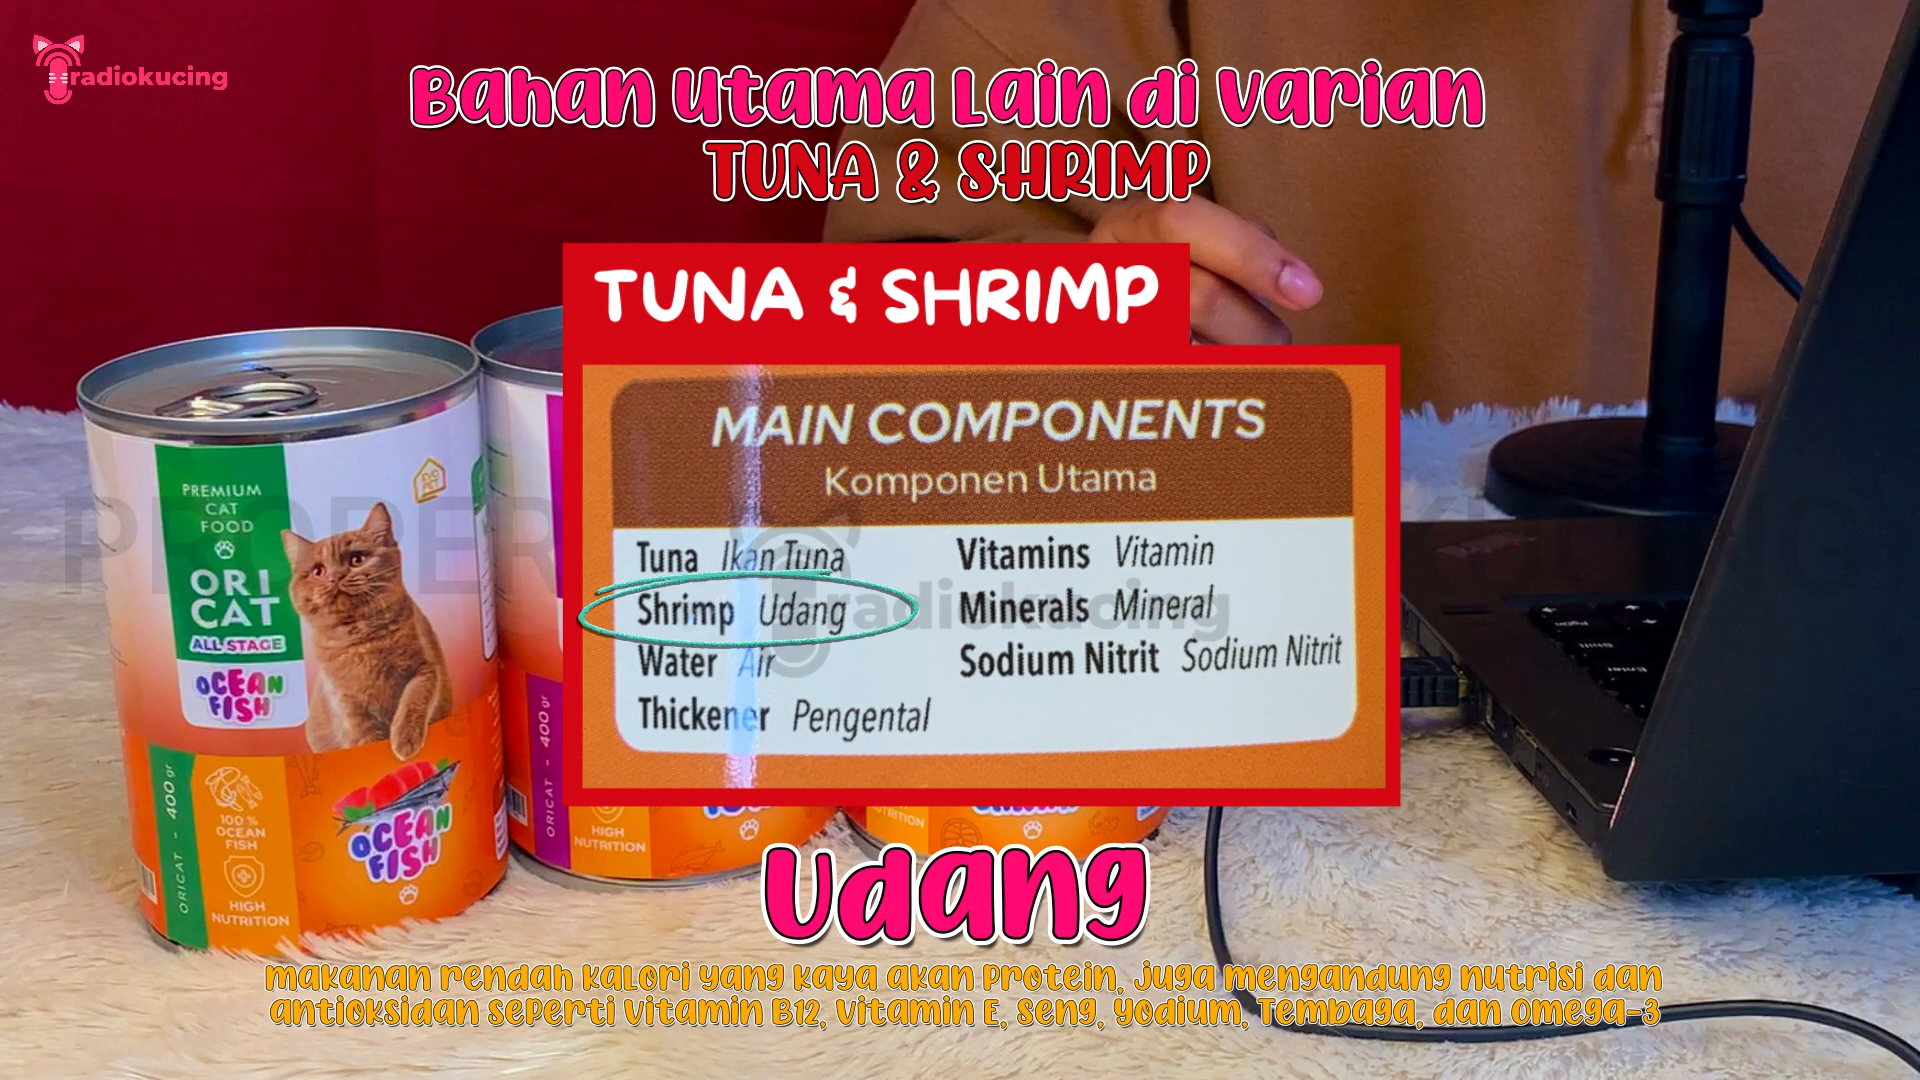 radiokucing
Bahan Utama Lain di Varian
TUNA & SHRIMP
TUNA & SHRIMP
MAIN COMPONENTS
Komponen Utama
Tuna Ikan Tuna
Shrimp Udang
Water Air
Thickener Pengental
Vitamins Vitamin
Minerals Mineral
Sodium Nitrit Sodium Nitrit
radiokucing
PREMIUM
CAT
FOOD
ORI
CAT
ALL STAGE
OCEAN
FISH
ORICAT - 400 gr
100%
OCEAN
FISH
HIGH
NUTRITION
OCEAN
FISH
ORICAT - 400 gr
HIGH
NUTRITION
Udang
makanan rendah kalori yang kaya akan protein, juga mengandung nutrisi dan
antioksidan seperti Vitamin B12, Vitamin E, Seng, Yodium, Tembaga, dan Omega-3